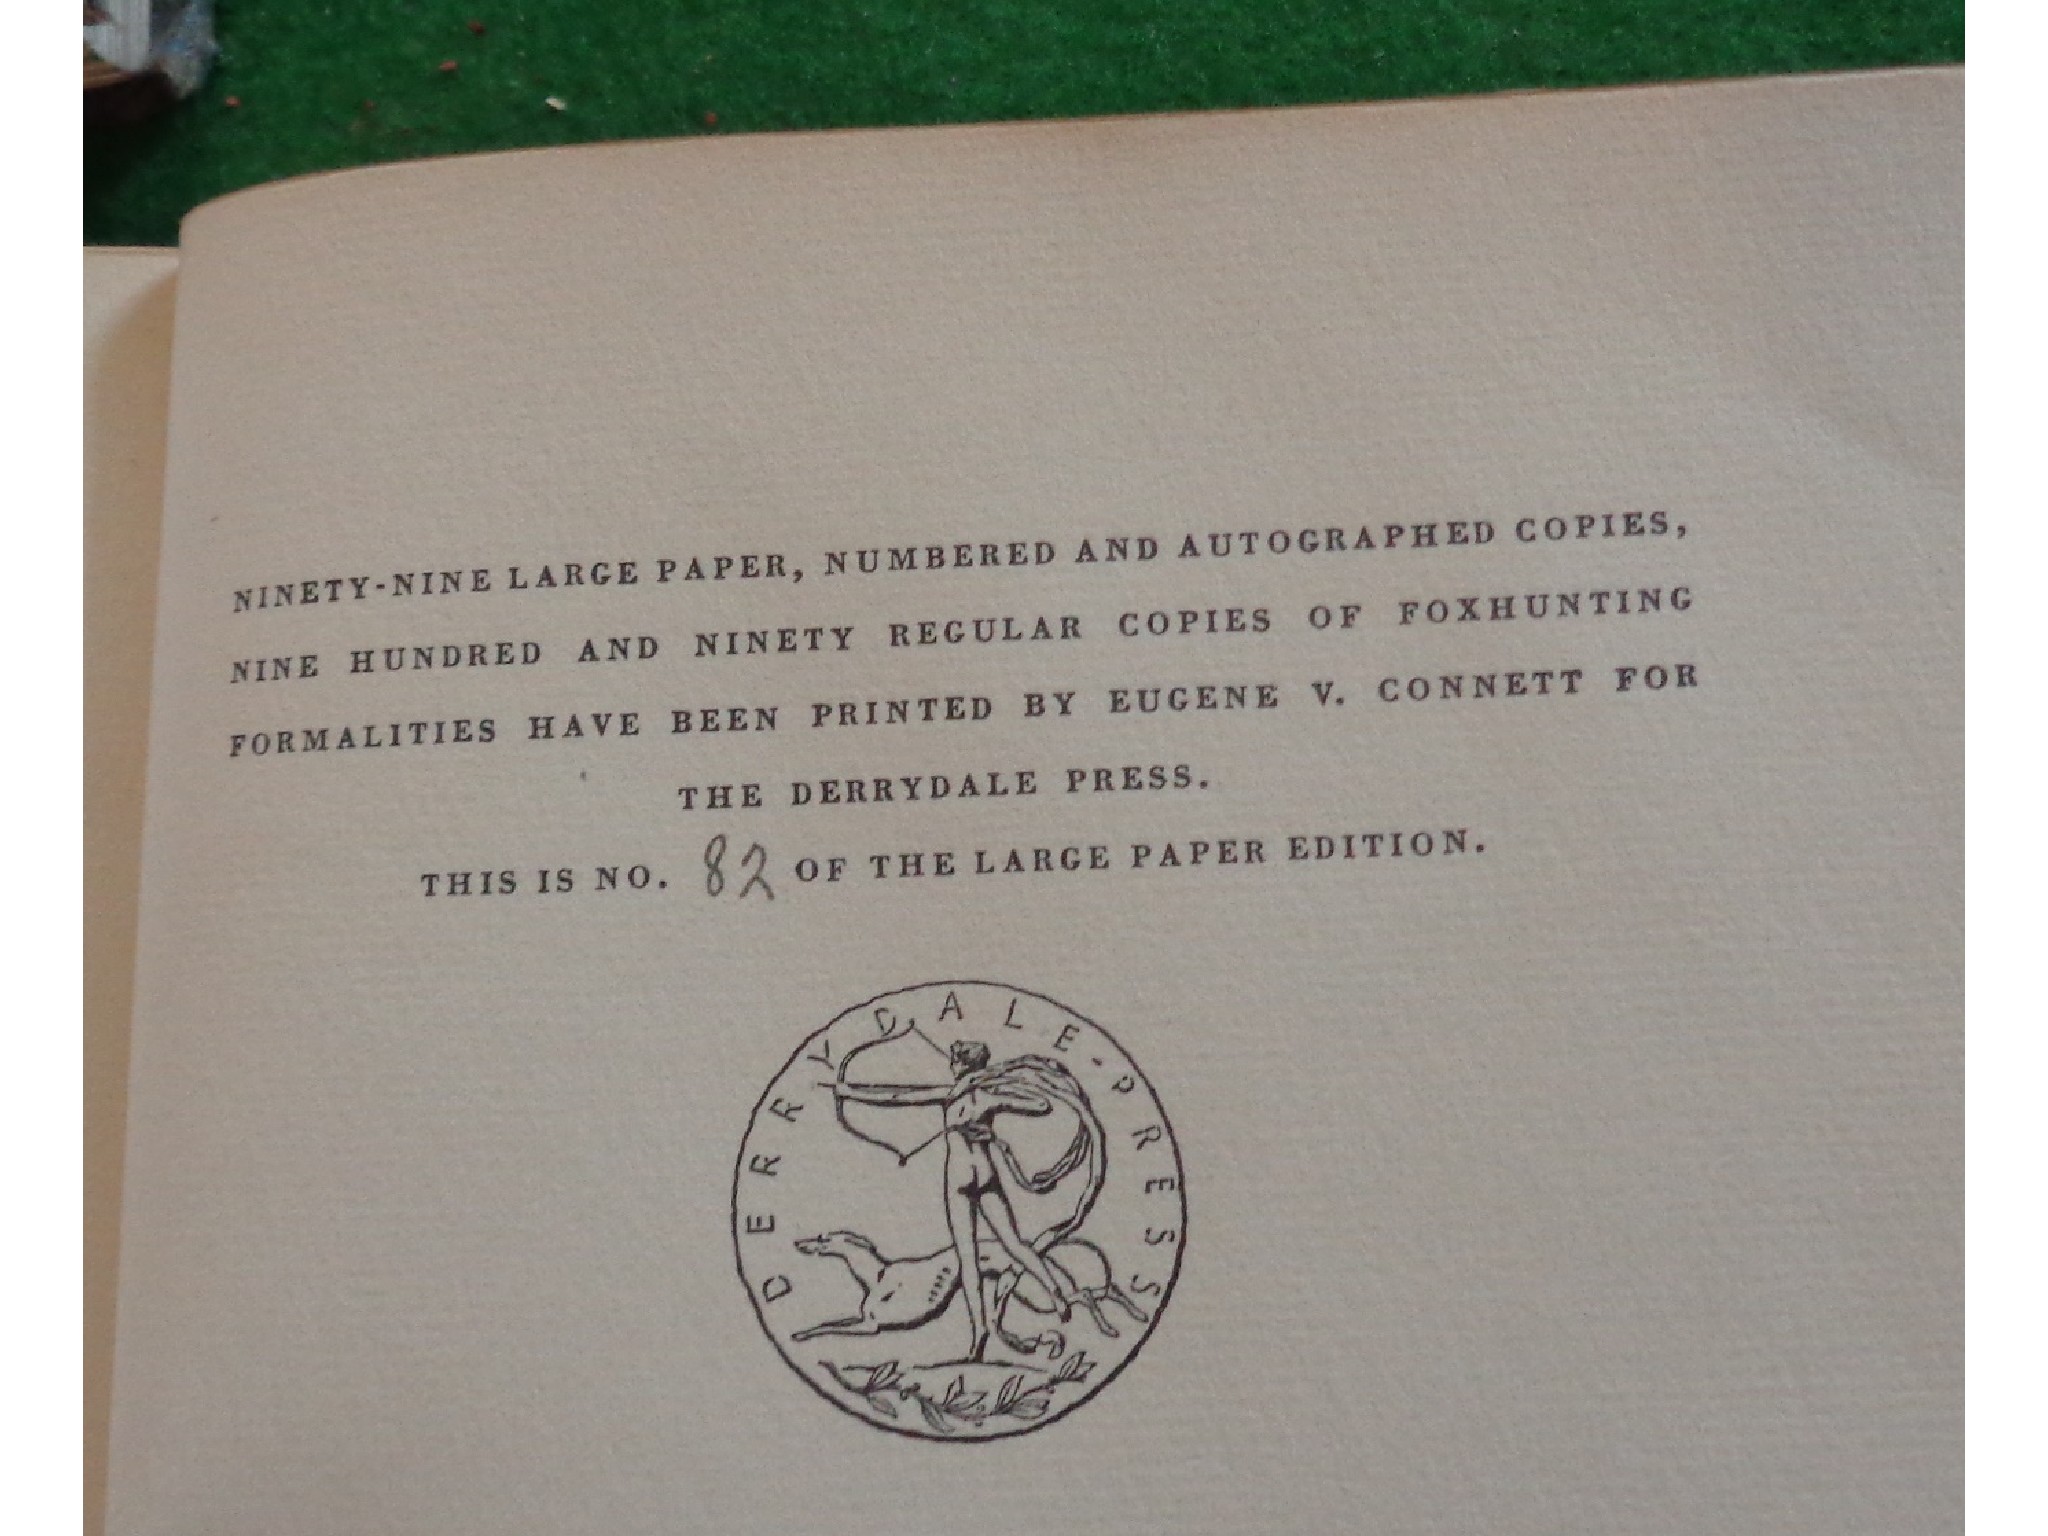 NINETY-NINE LARGE PAPER, NUMBERED AND AUTOGRAPHED COPIES,
NINE HUNDRED AND NINETY REGULAR COPIES OF FOXHUNTING
FORMALITIES HAVE BEEN PRINTED BY EUGENE V. CONNETT FOR
THE DERRYDALE PRESS.
THIS IS NO. 82 OF THE LARGE PAPER EDITION.
DERRYDALE-PRESS